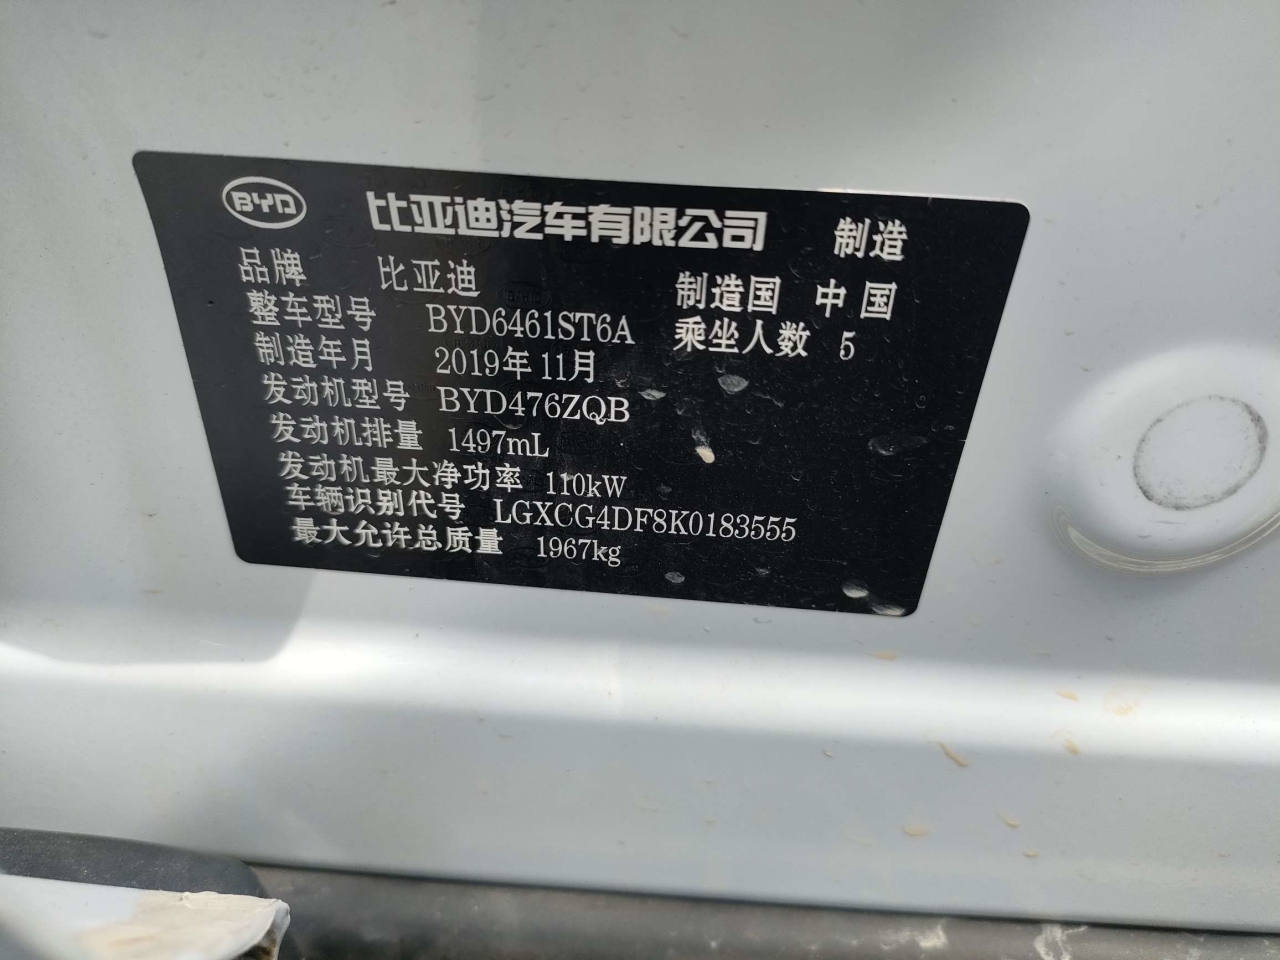 BYD 比亚迪汽车有限公司 制造
品牌 比亚迪 制造国 中国
整车型号 BYD6461ST6A 乘坐人数 5
制造年月 2019年11月
发动机型号 BYD476ZQB
发动机排量 1497mL
发动机最大净功率 110kW
车辆识别代号 LGXCG4DF8K0183555
最大允许总质量 1967kg